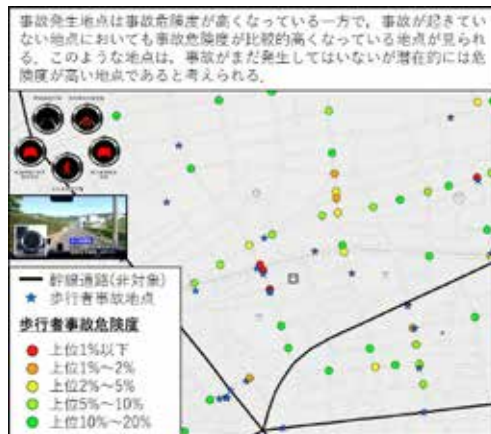 事故発生地点は事故危険度が高くなっている一方で，事故が起きてい
ない地点においても事故危険度が比較的高くなっている地点が見られ
る．このような地点は，事故がまだ発生してはいないが潜在的には危
険度が高い地点であると考えられる．
幹線道路(非対象)
歩行者事故地点
歩行者事故危険度
上位1%以下
上位1%～2%
上位2%～5%
上位5%～10%
上位10%～20%